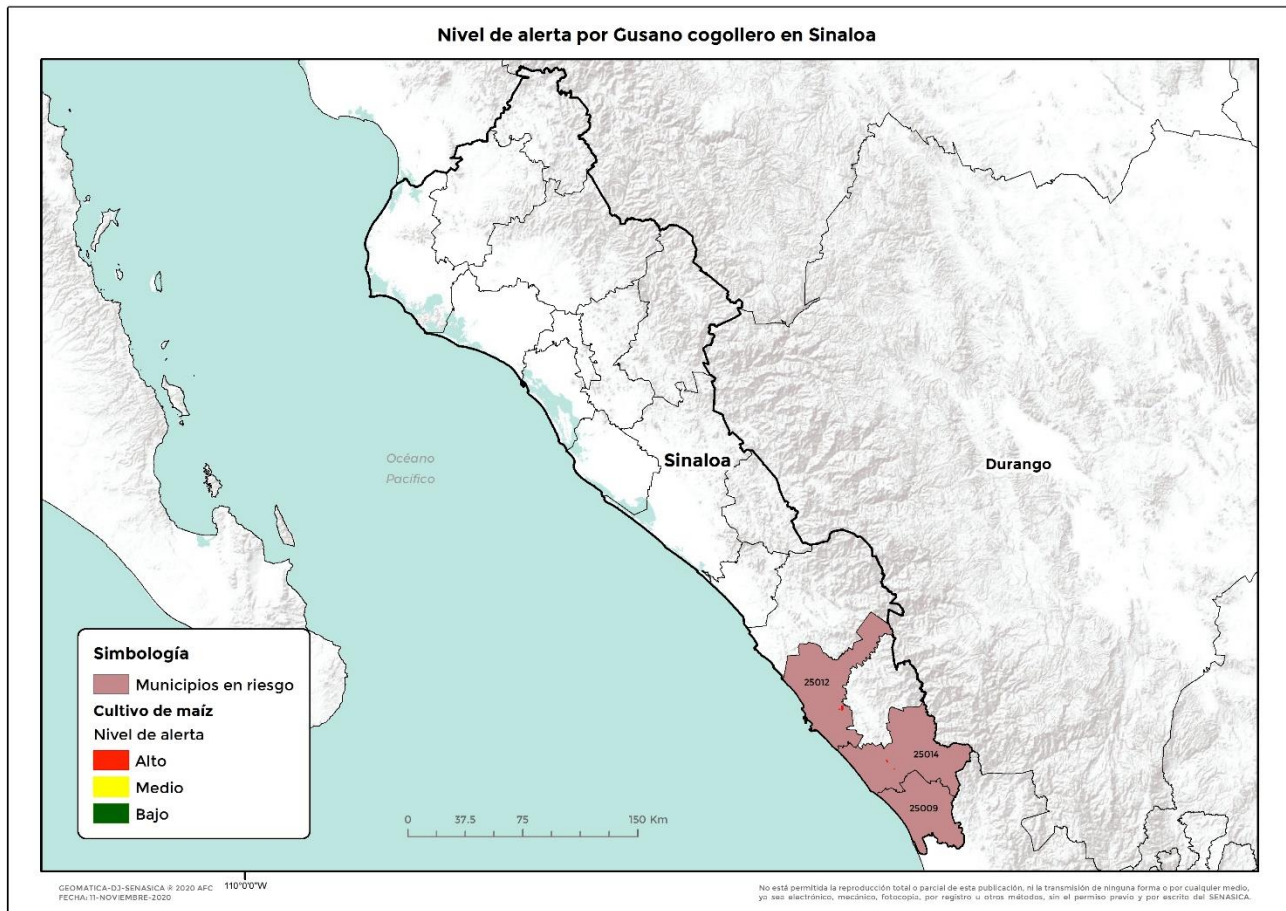 Nivel de alerta por Gusano cogollero en Sinaloa
Océano
Pacífico
Sinaloa
Durango
25012
25014
25009
Simbología
Municipios en riesgo
Cultivo de maíz
Nivel de alerta
Alto
Medio
Bajo
0 37.5 75 150 Km
GEOMATICA-DJ-SENASICA ® 2020 AFC
FECHA: 11-NOVIEMBRE-2020
110°0'0"W
No está permitida la reproducción total o parcial de esta publicación, ni la transmisión de ninguna forma o por cualquier medio,
ya sea electrónico, mecánico, fotocopia, por registro u otros métodos, sin el permiso previo y por escrito del SENASICA.